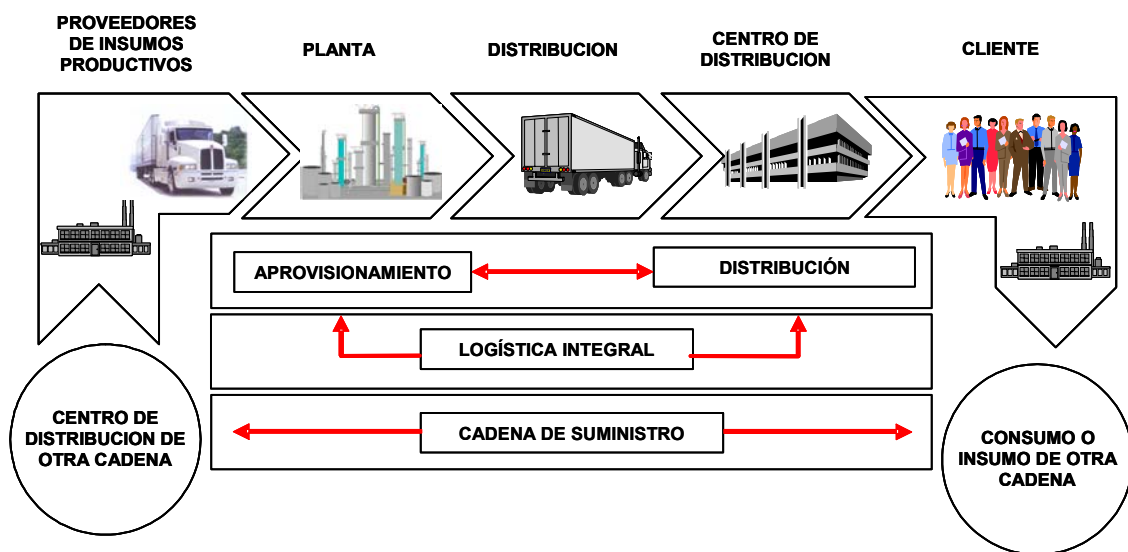 PROVEEDORES
DE INSUMOS
PRODUCTIVOS
PLANTA
DISTRIBUCION
CENTRO DE
DISTRIBUCION
CLIENTE
APROVISIONAMIENTO
DISTRIBUCIÓN
LOGÍSTICA INTEGRAL
CADENA DE SUMINISTRO
CENTRO DE
DISTRIBUCION DE
OTRA CADENA
CONSUMO O
INSUMO DE OTRA
CADENA